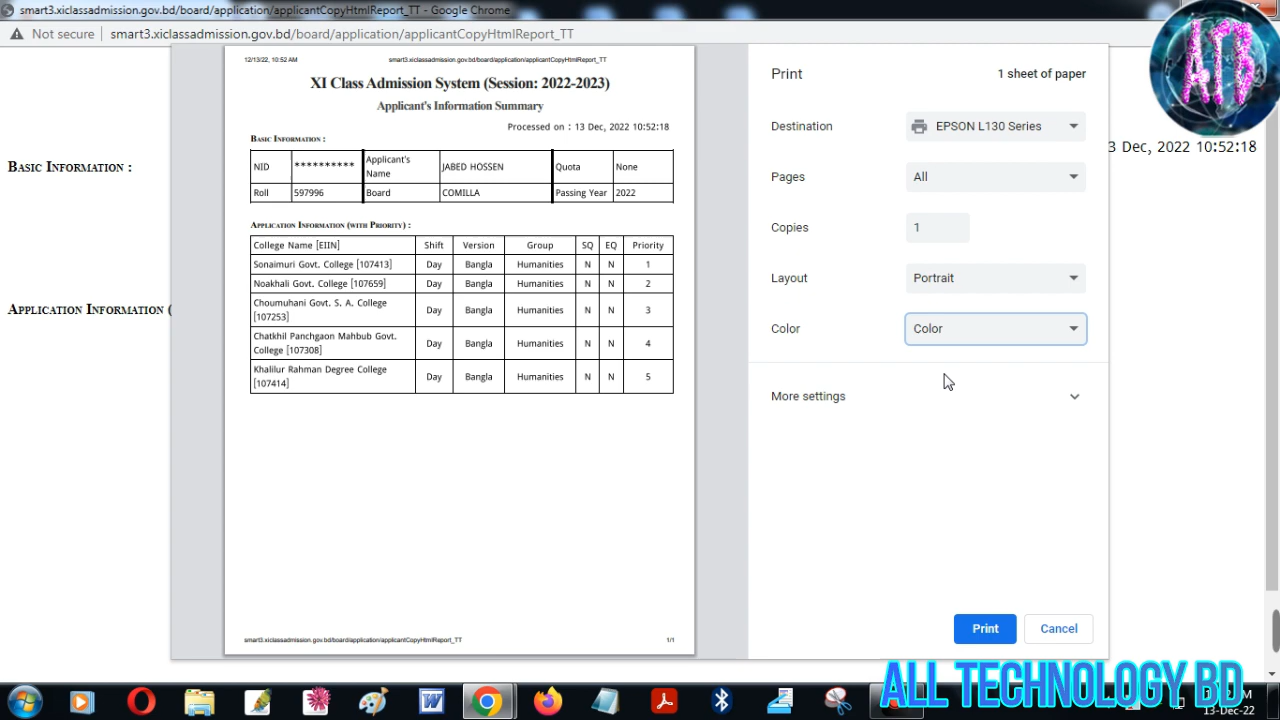 smart3.xiclassadmission.gov.bd/board/application/applicantCopyHtmlReport_TT - Google Chrome
Not secure smart3.xiclassadmission.gov.bd/board/application/applicantCopyHtmlReport_TT
ATI
3 Dec, 2022 10:52:18
BASIC INFORMATION :
APPLICATION INFORMATION (
12/13/22, 10:52 AM smart3.xiclassadmission.gov.bd/board/application/applicantCopyHtmlReport_TT
XI Class Admission System (Session: 2022-2023)
Applicant's Information Summary
Processed on : 13 Dec, 2022 10:52:18
BASIC INFORMATION :
NID ********** Applicant's Name JABED HOSSEN Quota None
Roll 597996 Board COMILLA Passing Year 2022
APPLICATION INFORMATION (WITH PRIORITY) :
College Name [EIIN] Shift Version Group SQ EQ Priority
Sonaimuri Govt. College [107413] Day Bangla Humanities N N 1
Noakhali Govt. College [107659] Day Bangla Humanities N N 2
Choumuhani Govt. S. A. College [107253] Day Bangla Humanities N N 3
Chatkhil Panchgaon Mahbub Govt. College [107308] Day Bangla Humanities N N 4
Khalilur Rahman Degree College [107414] Day Bangla Humanities N N 5
smart3.xiclassadmission.gov.bd/board/application/applicantCopyHtmlReport_TT 1/1
Print 1 sheet of paper
Destination EPSON L130 Series
Pages All
Copies 1
Layout Portrait
Color Color
More settings
Print Cancel
ALL TECHNOLOGY BD
13-Dec-22